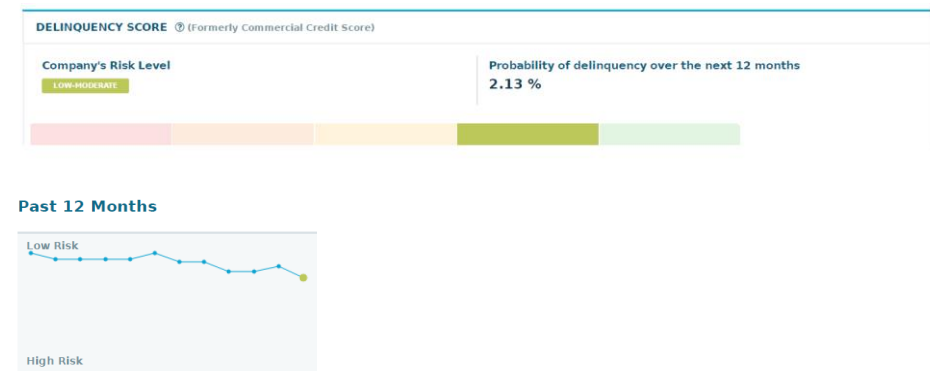 DELINQUENCY SCORE ? (Formerly Commercial Credit Score)
Company's Risk Level
LOW-MODERATE
Probability of delinquency over the next 12 months
2.13 %
Past 12 Months
Low Risk
High Risk